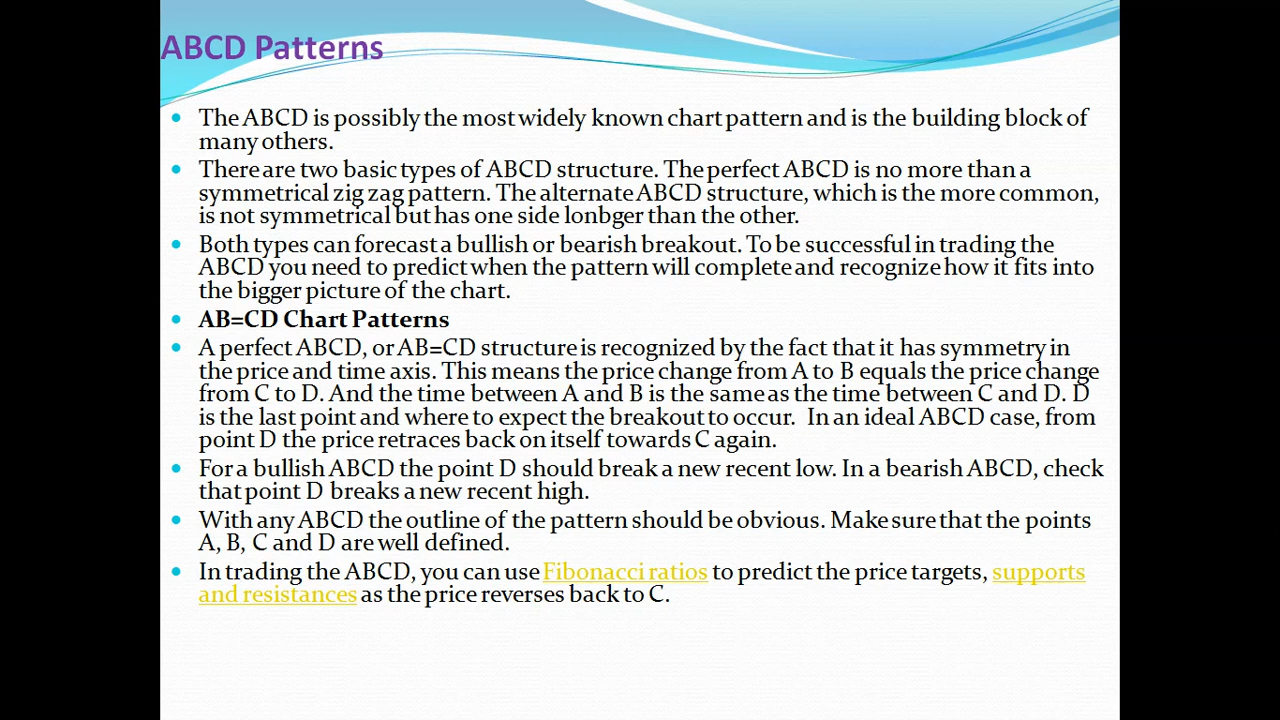 ABCD Patterns
The ABCD is possibly the most widely known chart pattern and is the building block of
many others.
There are two basic types of ABCD structure. The perfect ABCD is no more than a
symmetrical zig zag pattern. The alternate ABCD structure, which is the more common,
is not symmetrical but has one side lonbger than the other.
Both types can forecast a bullish or bearish breakout. To be successful in trading the
ABCD you need to predict when the pattern will complete and recognize how it fits into
the bigger picture of the chart.
AB=CD Chart Patterns
A perfect ABCD, or AB=CD structure is recognized by the fact that it has symmetry in
the price and time axis. This means the price change from A to B equals the price change
from C to D. And the time between A and B is the same as the time between C and D. D
is the last point and where to expect the breakout to occur.  In an ideal ABCD case, from
point D the price retraces back on itself towards C again.
For a bullish ABCD the point D should break a new recent low. In a bearish ABCD, check
that point D breaks a new recent high.
With any ABCD the outline of the pattern should be obvious. Make sure that the points
A, B, C and D are well defined.
In trading the ABCD, you can use Fibonacci ratios to predict the price targets, supports
and resistances as the price reverses back to C.